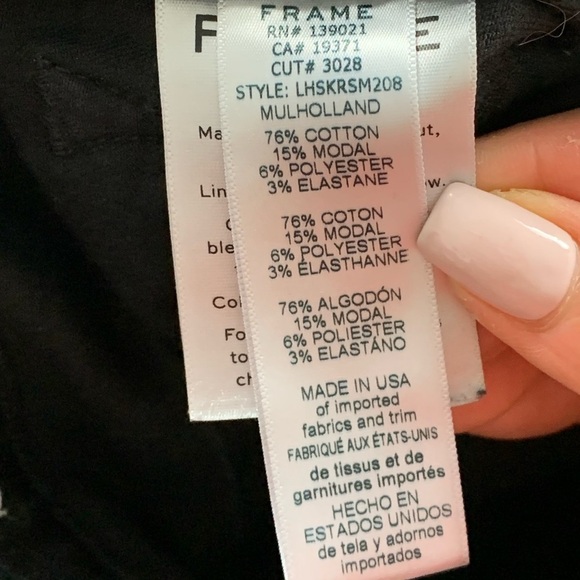 FRAME
RN# 139021
CA# 19371
CUT# 3028
STYLE: LHSKRSM208
MULHOLLAND
76% COTTON
15% MODAL
6% POLYESTER
3% ELASTANE
76% COTON
15% MODAL
6% POLYESTER
3% ÉLASTHANNE
76% ALGODÓN
15% MODAL
6% POLIESTER
3% ELASTANO
MADE IN USA
of imported
fabrics and trim
FABRIQUÉ AUX ÉTATS-UNIS
de tissus et de
garnitures importés
HECHO EN
ESTADOS UNIDOS
de tela y adornos
importados